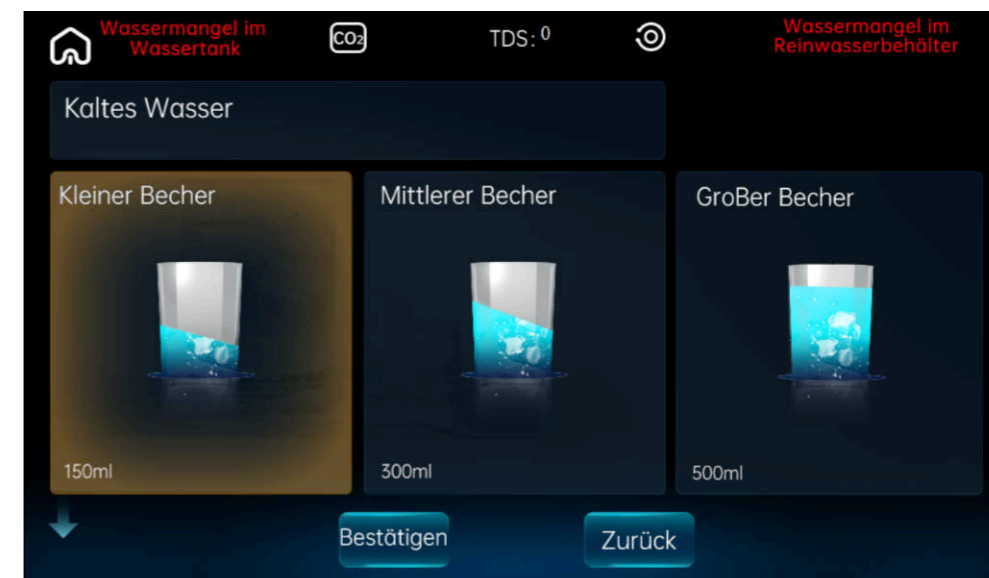 Wassermangel im
Wassertank
CO2
TDS: 0
Wassermangel im
Reinwasserbehälter
Kaltes Wasser
Kleiner Becher
Mittlerer Becher
GroBer Becher
150ml
300ml
500ml
Bestätigen
Zurück